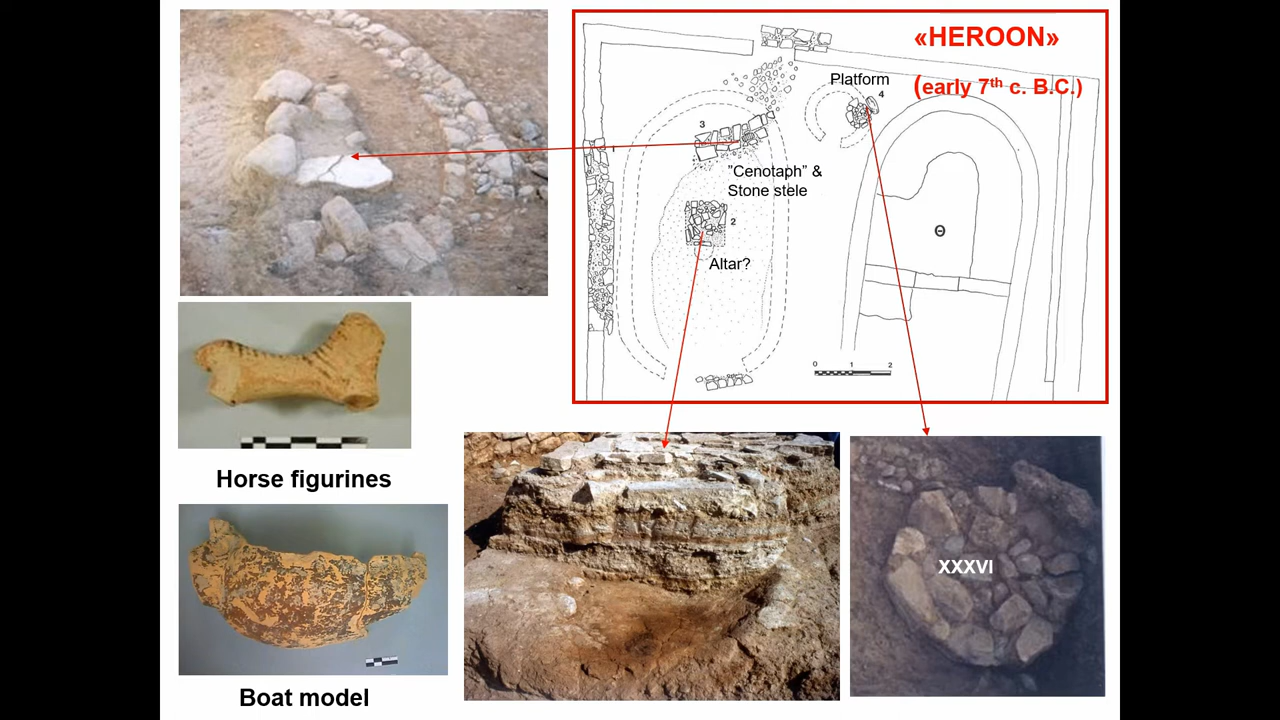 «HEROON»
(early 7th c. B.C.)
Platform
4
3
1
"Cenotaph" &
Stone stele
2
Θ
Altar?
0 1 2
Horse figurines
XXXVI
Boat model